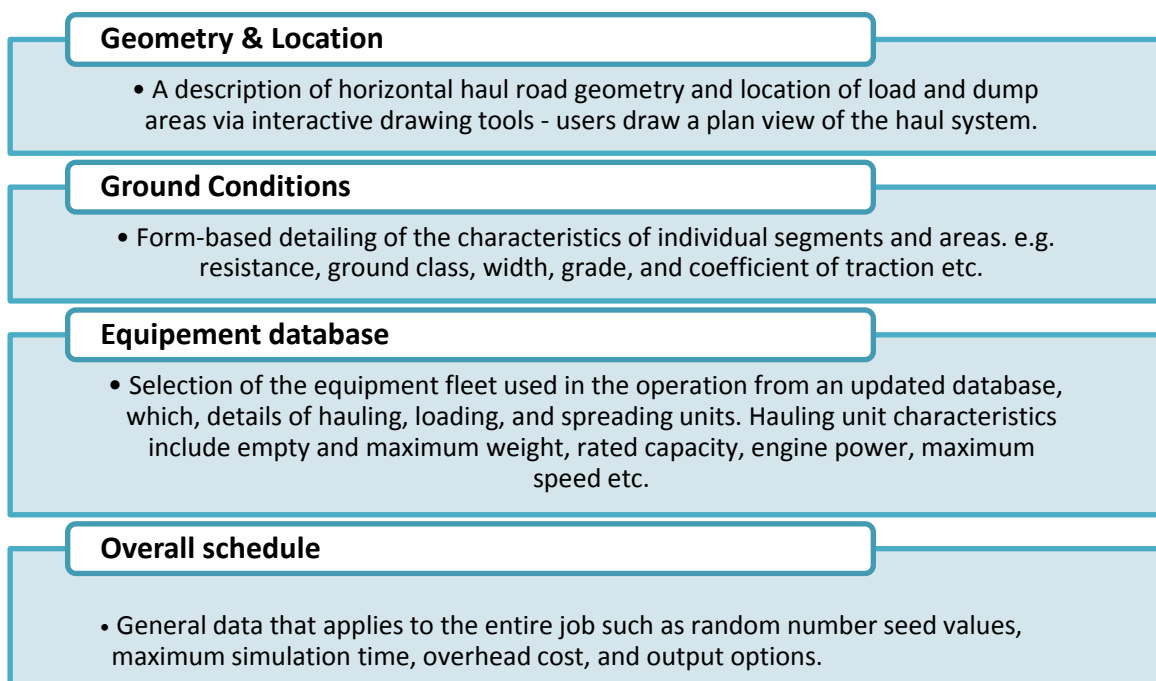 Geometry & Location
• A description of horizontal haul road geometry and location of load and dump
areas via interactive drawing tools - users draw a plan view of the haul system.
Ground Conditions
• Form-based detailing of the characteristics of individual segments and areas. e.g.
resistance, ground class, width, grade, and coefficient of traction etc.
Equipement database
• Selection of the equipment fleet used in the operation from an updated database,
which, details of hauling, loading, and spreading units. Hauling unit characteristics
include empty and maximum weight, rated capacity, engine power, maximum
speed etc.
Overall schedule
• General data that applies to the entire job such as random number seed values,
maximum simulation time, overhead cost, and output options.